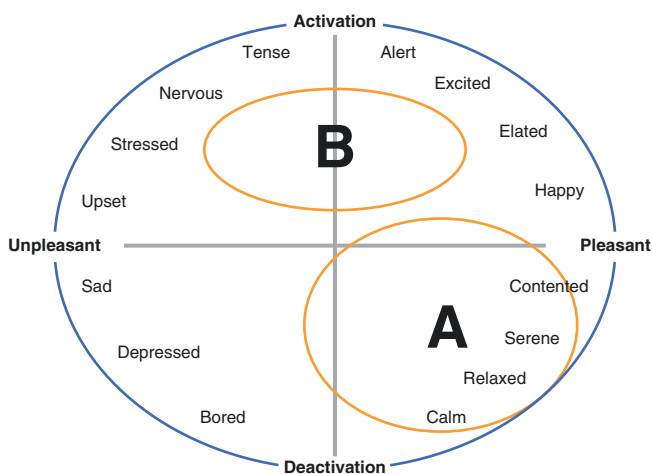 Activation
Tense
Alert
Nervous
Excited
Stressed
B
Elated
Upset
Happy
Unpleasant
Pleasant
Sad
Contented
A
Serene
Depressed
Relaxed
Bored
Calm
Deactivation